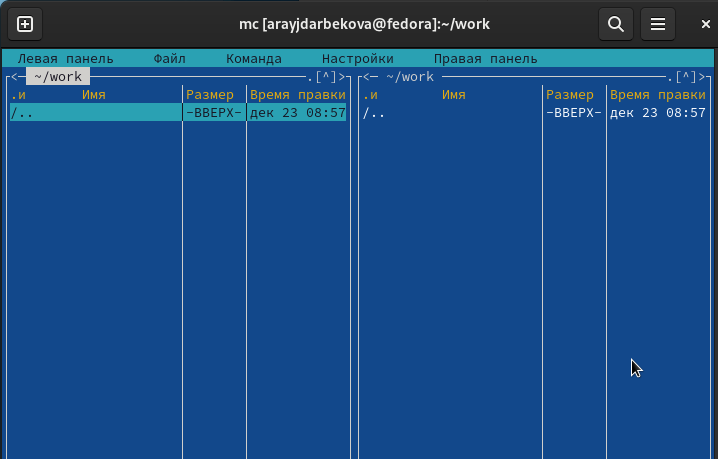 mc [arayjdarbekova@fedora]:~/work
Левая панель Файл Команда Настройки Правая панель
<— ~/work .[^]> <— ~/work .[^]>
.и Имя Размер Время правки .и Имя Размер Время правки
/.. -ВВЕРХ- дек 23 08:57 /.. -ВВЕРХ- дек 23 08:57